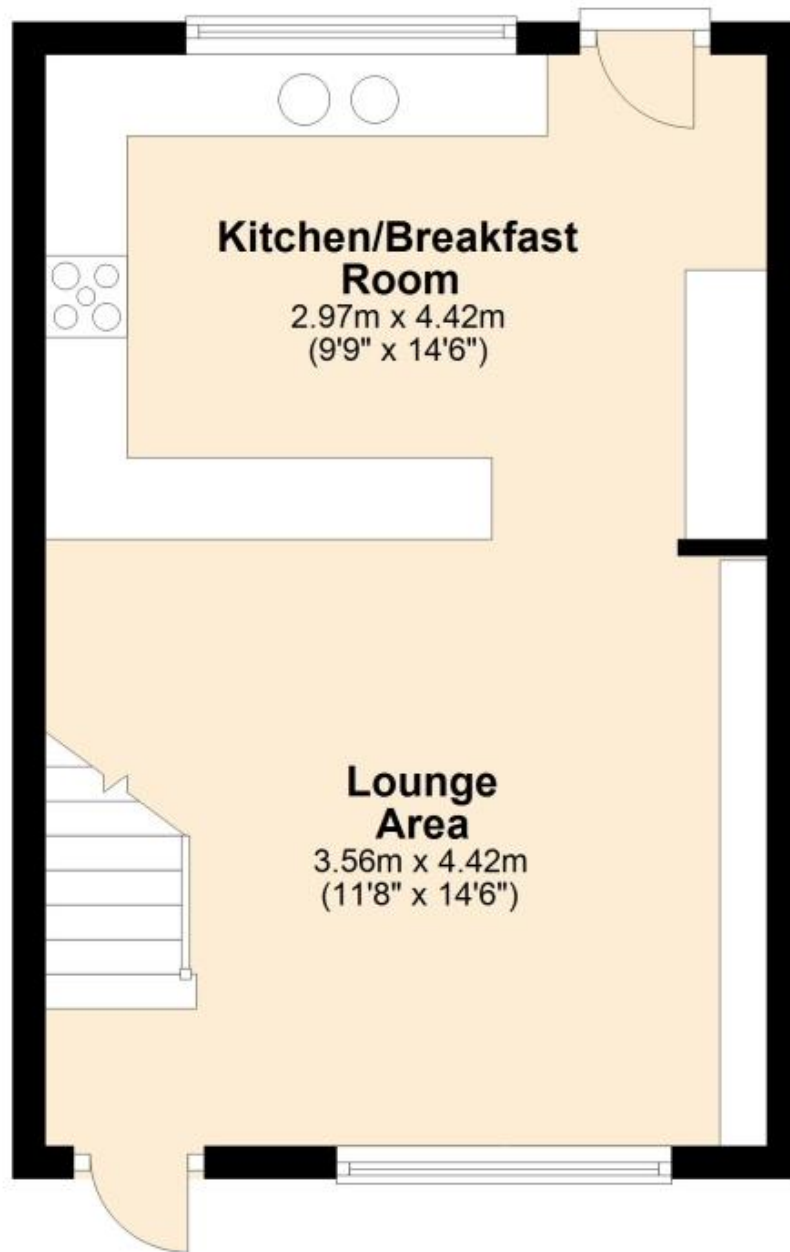 Kitchen/Breakfast
Room
2.97m x 4.42m
(9'9" x 14'6")
Lounge
Area
3.56m x 4.42m
(11'8" x 14'6")